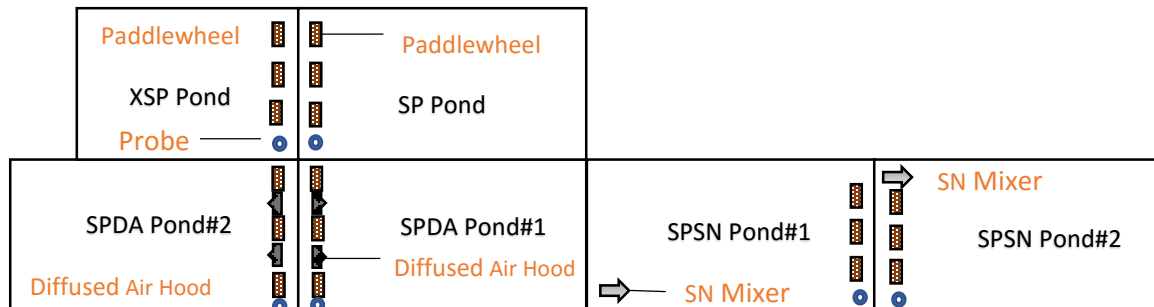 Paddlewheel
Paddlewheel
XSP Pond
SP Pond
Probe
SPDA Pond#2
SPDA Pond#1
SPSN Pond#1
SN Mixer
SPSN Pond#2
Diffused Air Hood
Diffused Air Hood
SN Mixer